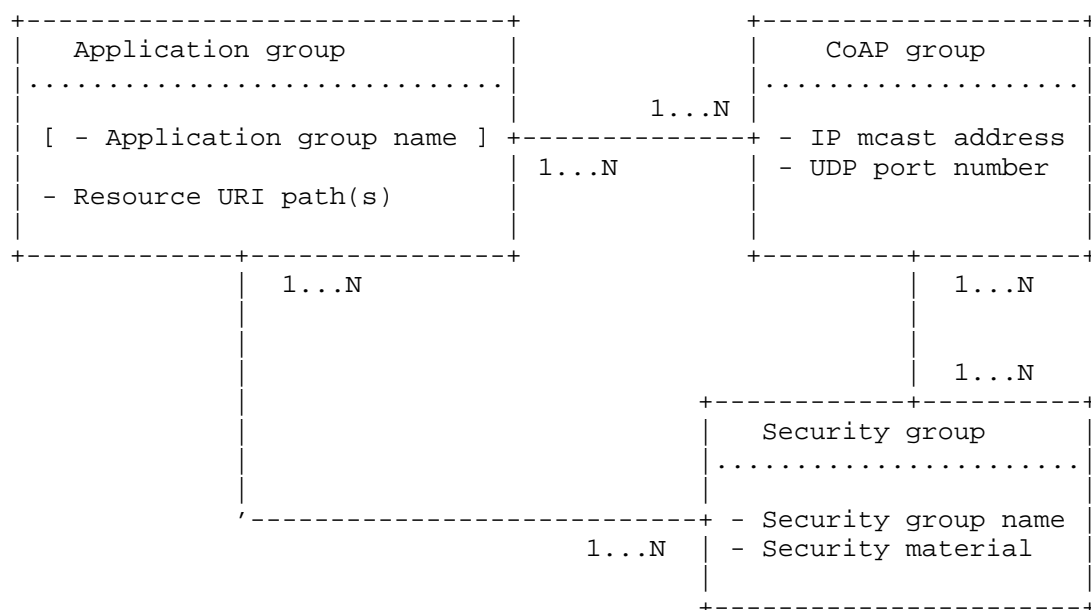 +------------------------------+ +---------------------+
| Application group | | CoAP group |
|..............................| |....................|
| | 1...N | |
| [ - Application group name ] +--------------+ - IP mcast address |
| | 1...N | - UDP port number |
| - Resource URI path(s) | | |
| | | |
+-------------+----------------+ +---------+----------+
| 1...N | 1...N
| |
| |
| | 1...N
| +------------+----------+
| | Security group |
| |.......................|
| | |
'----------------------------+ - Security group name |
1...N | - Security material |
| |
+-----------------------+